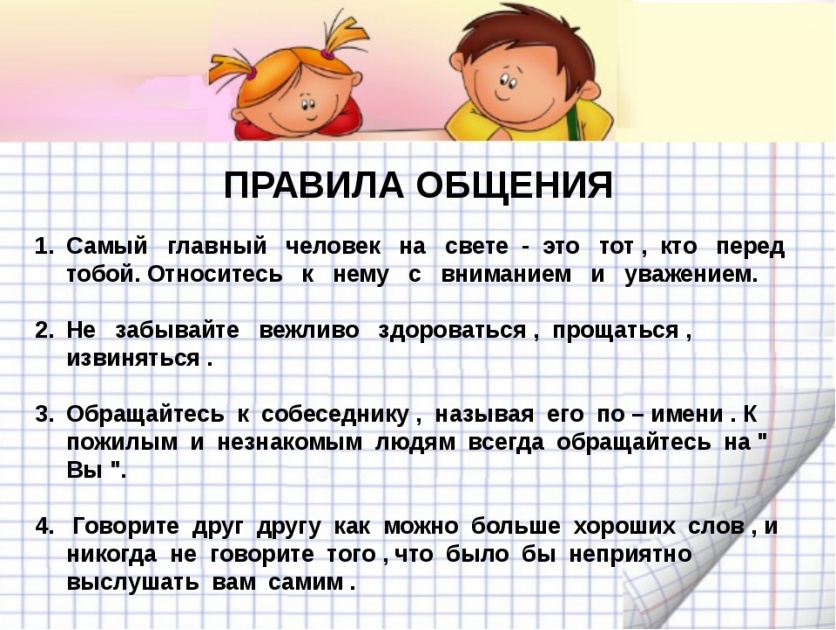 ПРАВИЛА ОБЩЕНИЯ
1. Самый главный человек на свете - это тот , кто перед
тобой. Относитесь к нему с вниманием и уважением.
2. Не забывайте вежливо здороваться , прощаться ,
извиняться .
3. Обращайтесь к собеседнику , называя его по – имени . К
пожилым и незнакомым людям всегда обращайтесь на "
Вы ".
4. Говорите друг другу как можно больше хороших слов , и
никогда не говорите того , что было бы неприятно
выслушать вам самим .